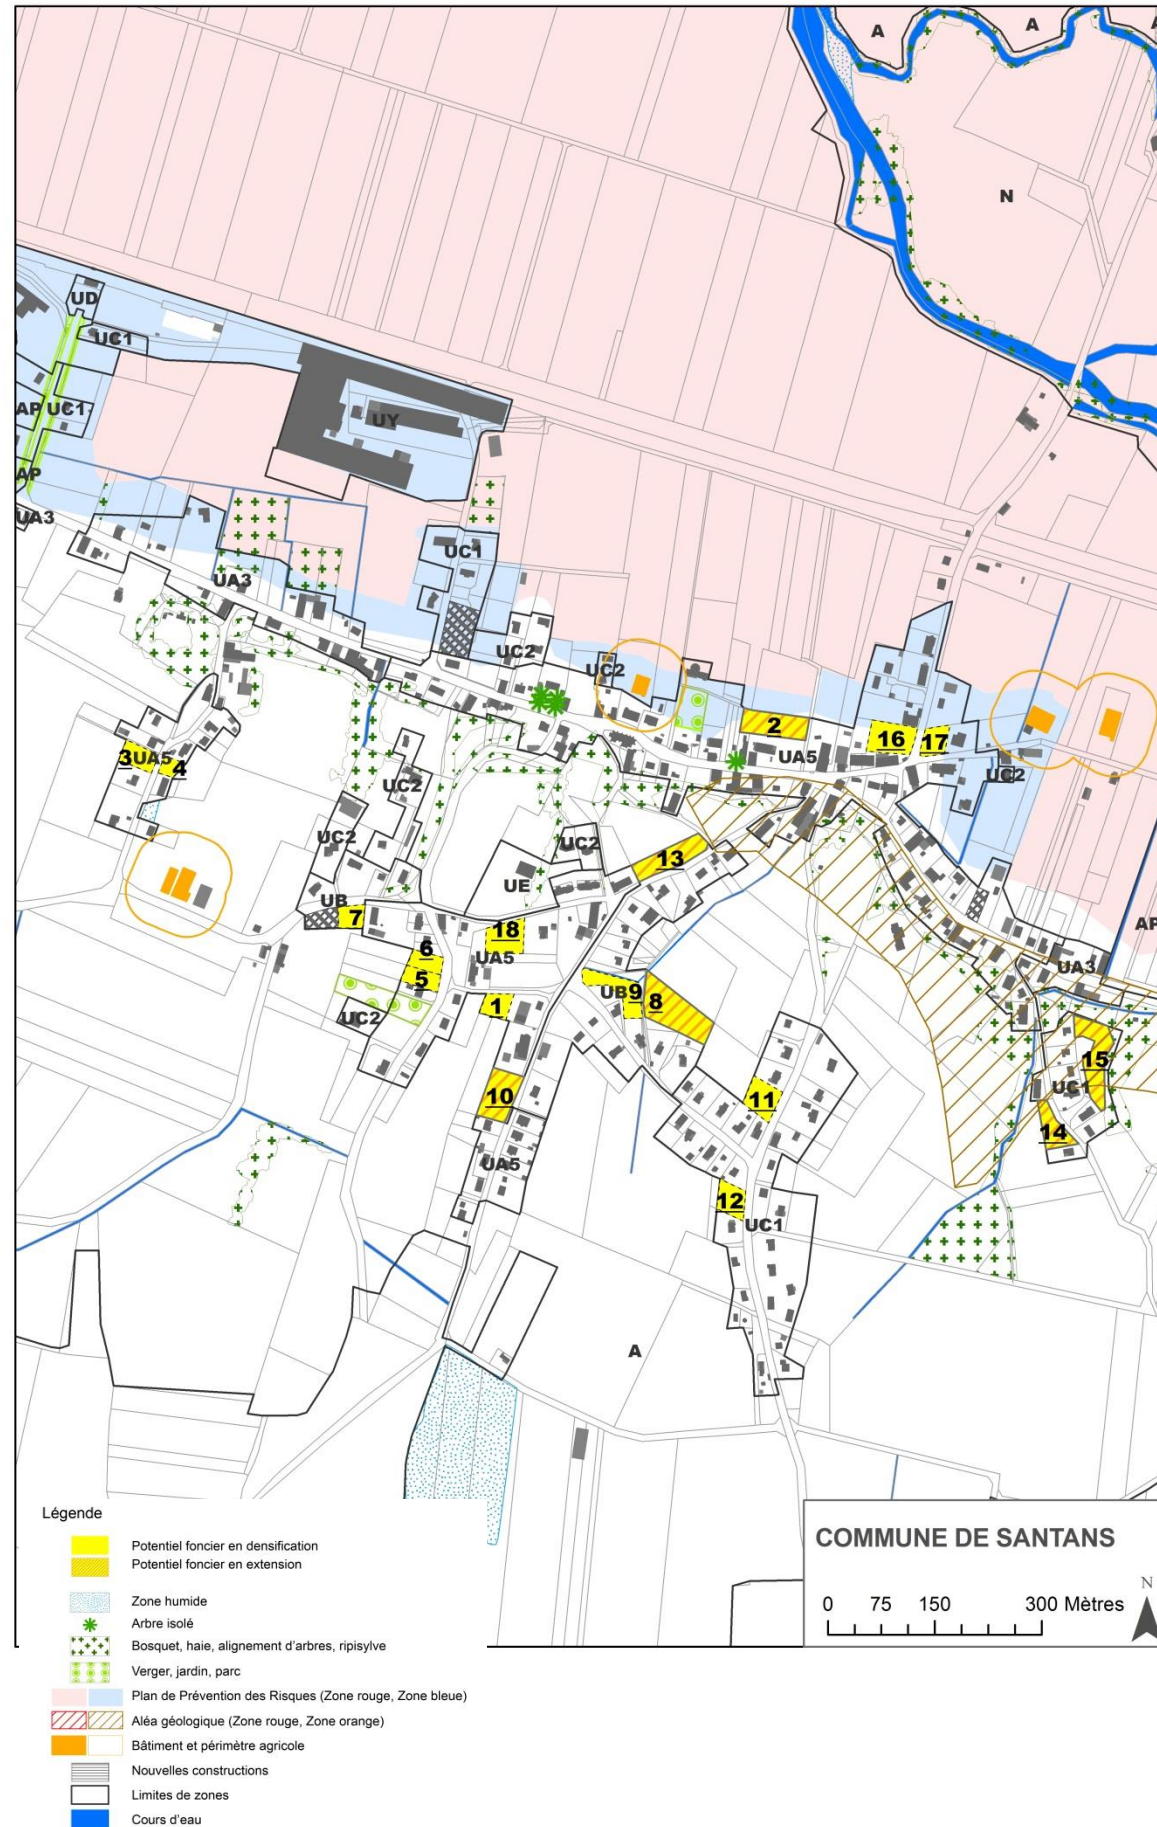 A
A
A
N
UD
UC1
AP
UC1
UY
AP
UA3
UC1
UA3
UC2
UC2
2
16
17
UA5
3
UA5
4
UC2
UC2
UC2
UC2
13
UE
UB
7
18
6
UA5
5
UB
9
8
AP
UA3
UC2
1
15
10
11
UC1
14
UA5
12
UC1
A
Légende
Potentiel foncier en densification
Potentiel foncier en extension
Zone humide
Arbre isolé
Bosquet, haie, alignement d'arbres, ripisylve
Verger, jardin, parc
Plan de Prévention des Risques (Zone rouge, Zone bleue)
Aléa géologique (Zone rouge, Zone orange)
Bâtiment et périmètre agricole
Nouvelles constructions
Limites de zones
Cours d'eau
COMMUNE DE SANTANS
N
0 75 150 300 Mètres